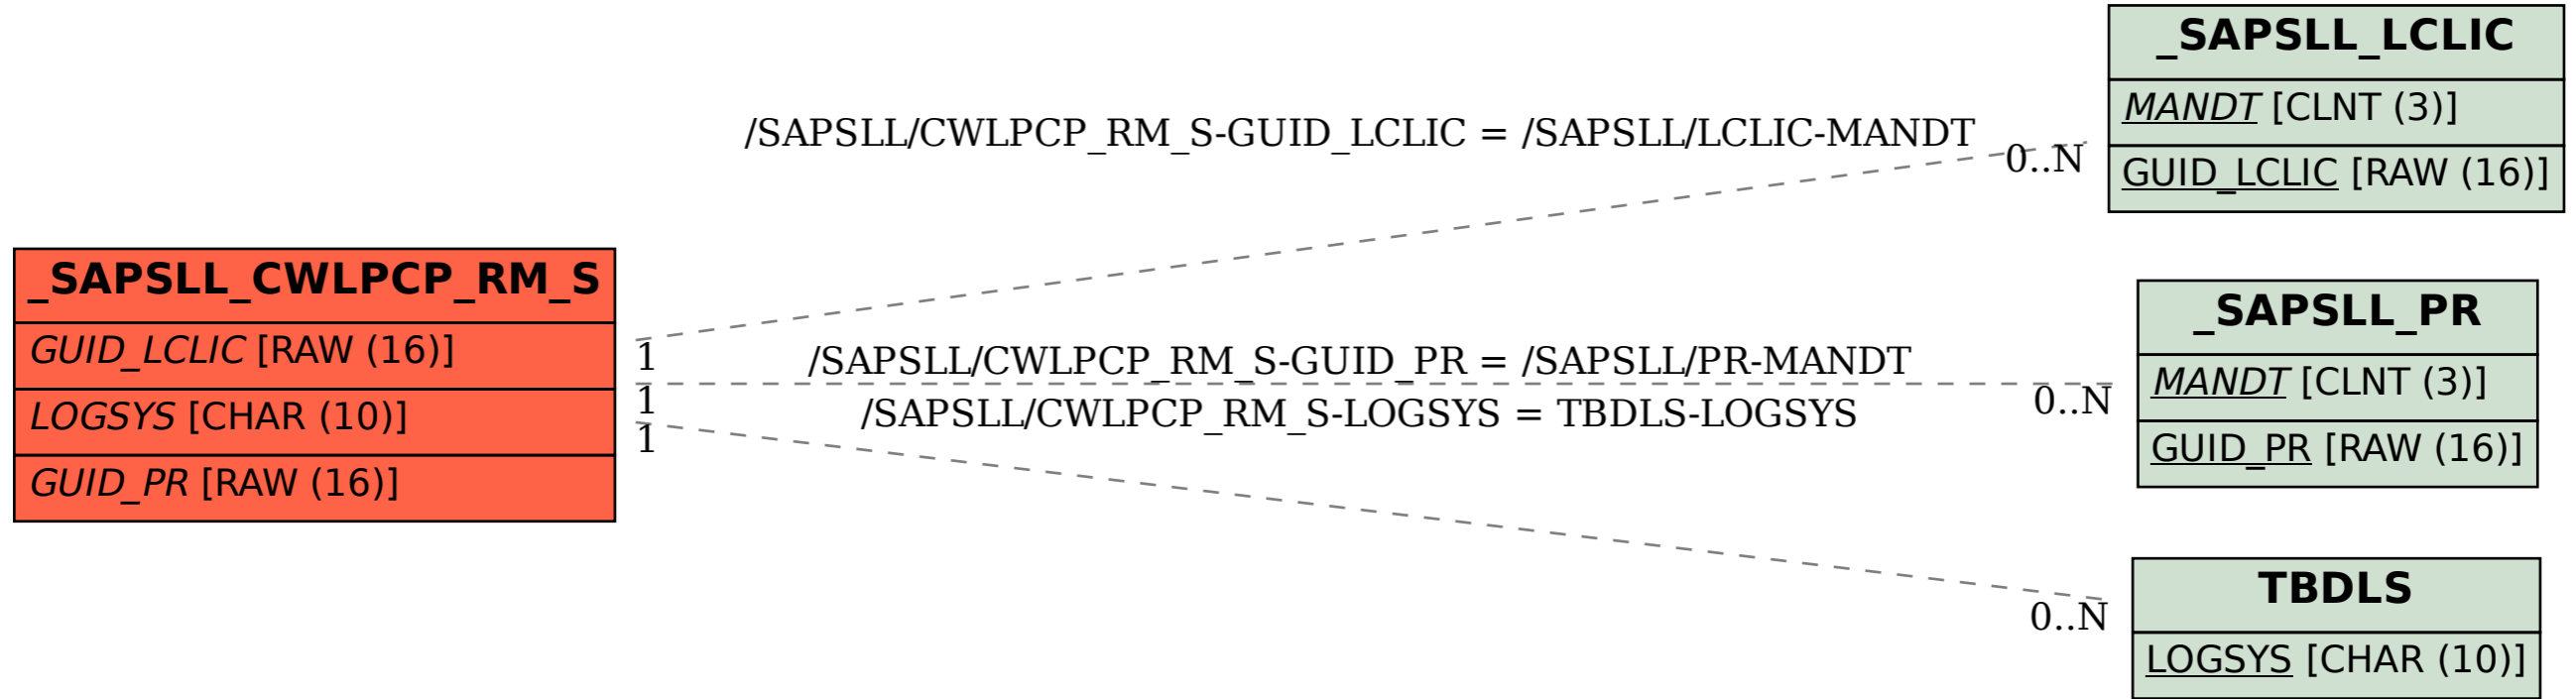 _SAPSLL_LCLIC
MANDT [CLNT (3)]
GUID_LCLIC [RAW (16)]
/SAPSLL/CWLPCP_RM_S-GUID_LCLIC = /SAPSLL/LCLIC-MANDT
0..N
_SAPSLL_CWLPCP_RM_S
GUID_LCLIC [RAW (16)]
LOGSYS [CHAR (10)]
GUID_PR [RAW (16)]
1
/SAPSLL/CWLPCP_RM_S-GUID_PR = /SAPSLL/PR-MANDT
1
0..N
/SAPSLL/CWLPCP_RM_S-LOGSYS = TBDLS-LOGSYS
1
_SAPSLL_PR
MANDT [CLNT (3)]
GUID_PR [RAW (16)]
0..N
TBDLS
LOGSYS [CHAR (10)]